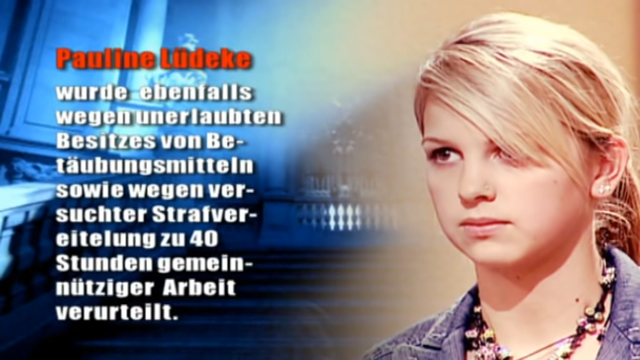 Pauline Lüdeke
wurde ebenfalls
wegen unerlaubten
Besitzes von Be-
täubungsmitteln
sowie wegen ver-
suchter Strafver-
eitelung zu 40
Stunden gemein-
nütziger Arbeit
verurteilt.